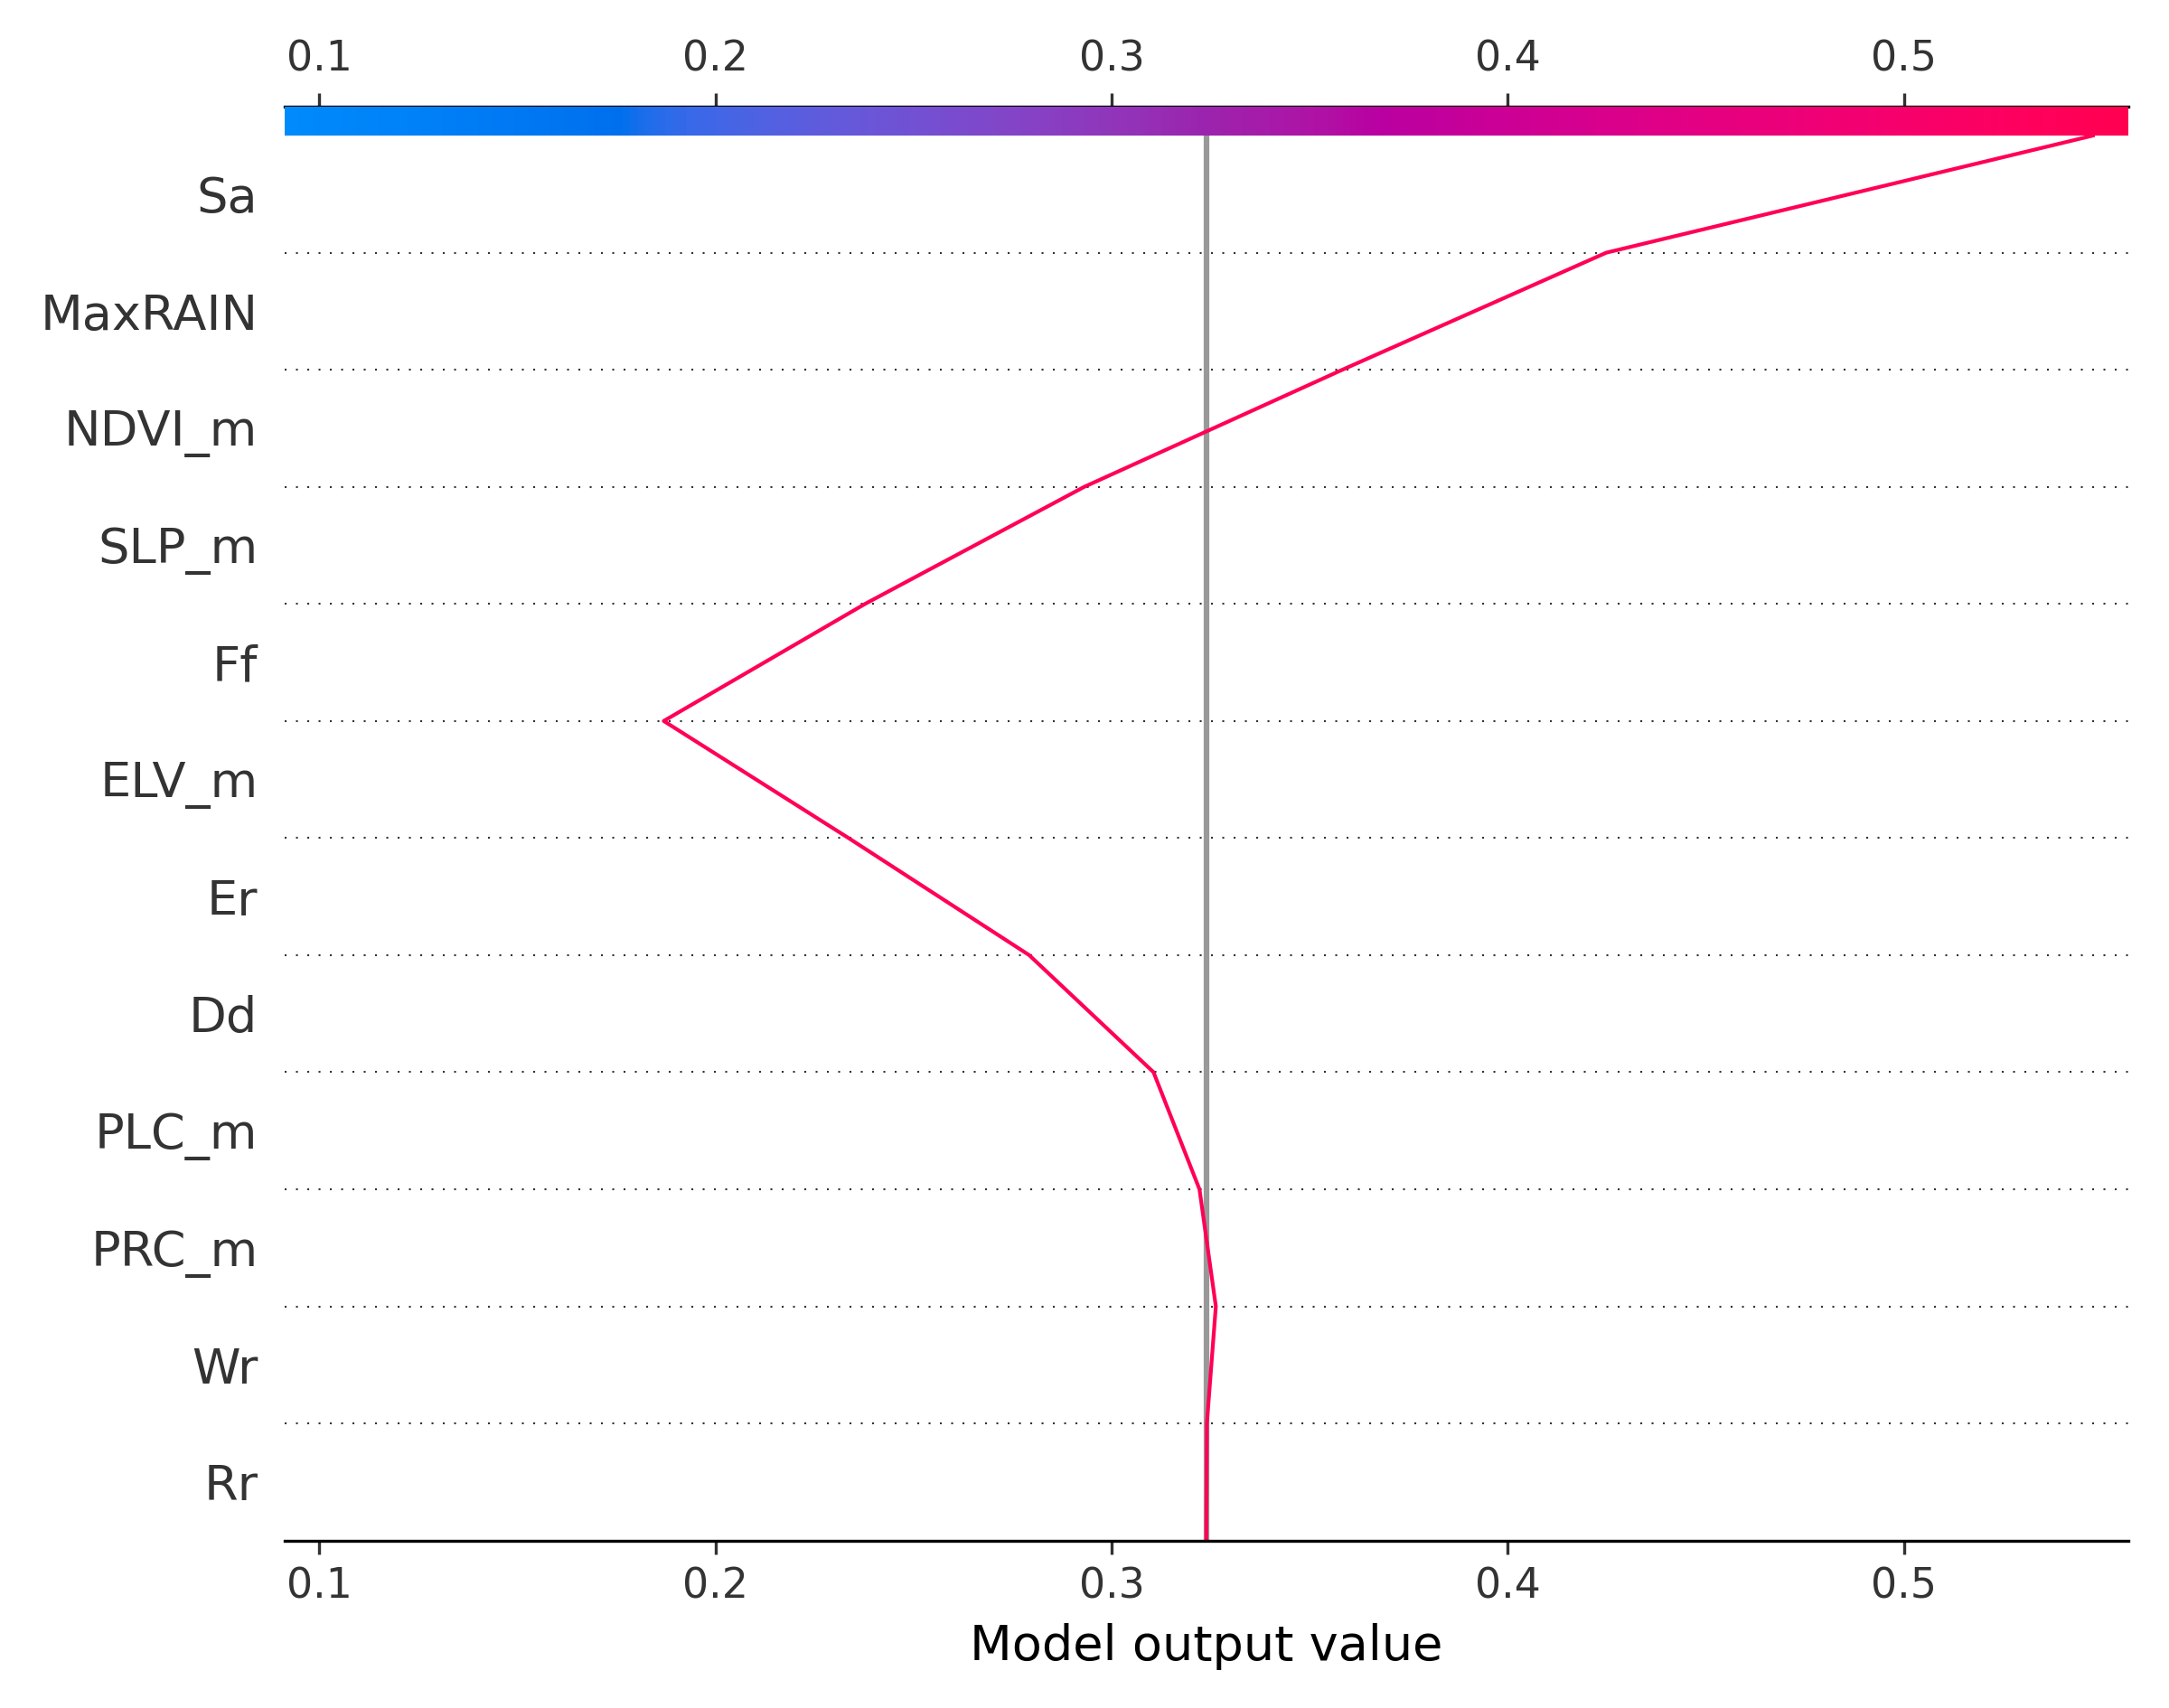 0.1 0.2 0.3 0.4 0.5
Sa
MaxRAIN
NDVI_m
SLP_m
Ff
ELV_m
Er
Dd
PLC_m
PRC_m
Wr
Rr
0.1 0.2 0.3 0.4 0.5
Model output value